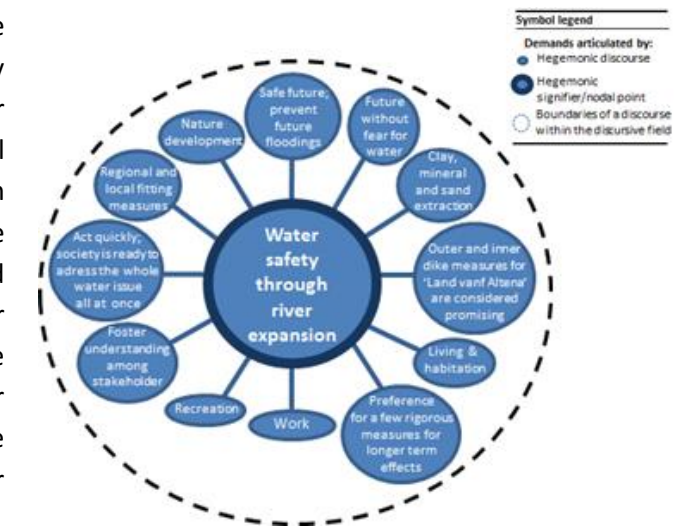 Symbol legend
Demands articulated by:
Hegemonic discourse
Hegemonic
signifier/nodal point
Boundaries of a discourse
within the discursive field
Safe future;
prevent
future
floodings
Future
without
fear for
water
Clay,
mineral
and sand
extraction
Outer and inner
dike measures for
'Land vanf Altena'
are considered
promising
Living &
habitation
Preference
for a few rigorous
measures for
longer term
effects
Work
Recreation
Foster
understanding
among
stakeholder
Act quickly;
society is ready to
adress the whole
water issue
all at once
Regional and
local fitting
measures
Nature
development
Water
safety
through
river
expansion